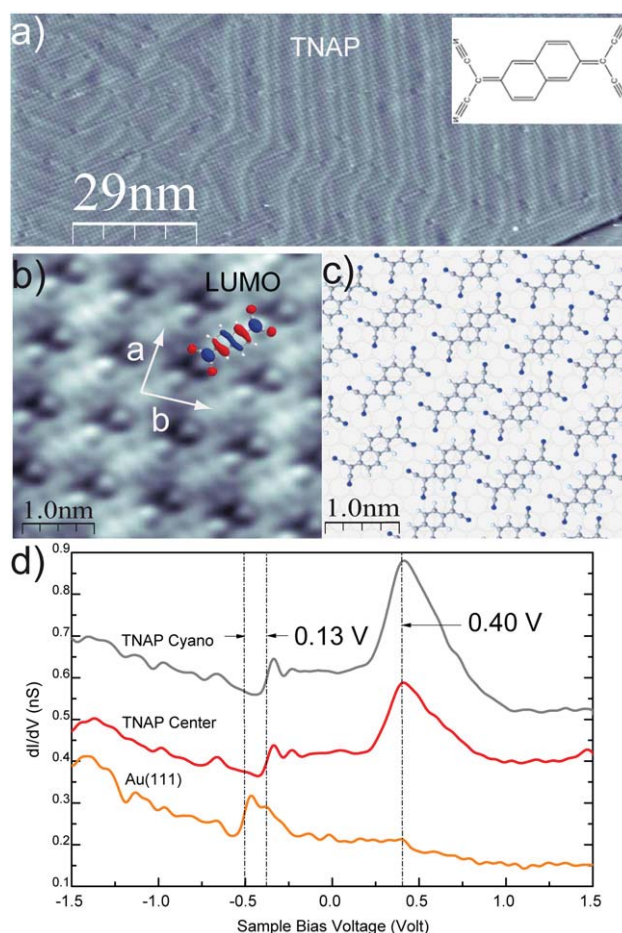 a)
TNAP
29nm
N
C
C
C
C
N
C
C
C
b)
LUMO
a
b
1.0nm
c)
1.0nm
d)
0.9
0.8
0.7
0.6
0.5
0.4
0.3
0.2
0.1
dI/dV (nS)
TNAP Cyano
0.13 V
0.40 V
TNAP Center
Au(111)
-1.5
-1.0
-0.5
0.0
0.5
1.0
1.5
Sample Bias Voltage (Volt)